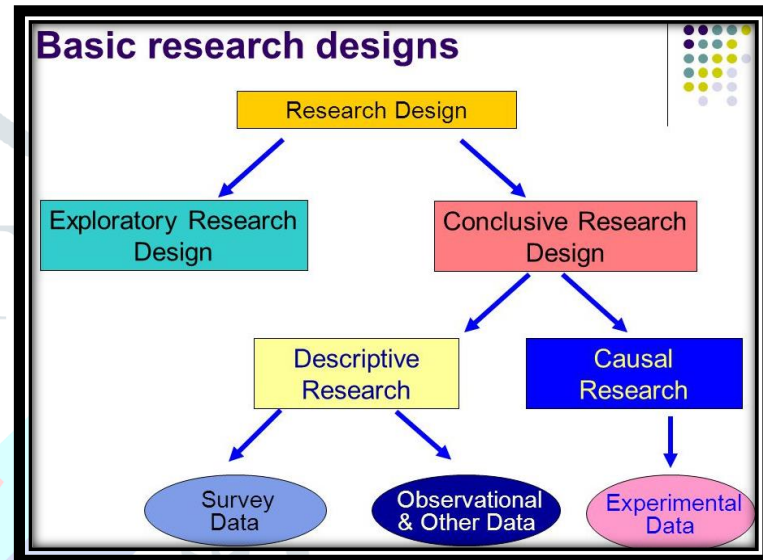 Basic research designs
Research Design
Exploratory Research
Design
Conclusive Research
Design
Descriptive
Research
Causal
Research
Survey
Data
Observational
& Other Data
Experimental
Data